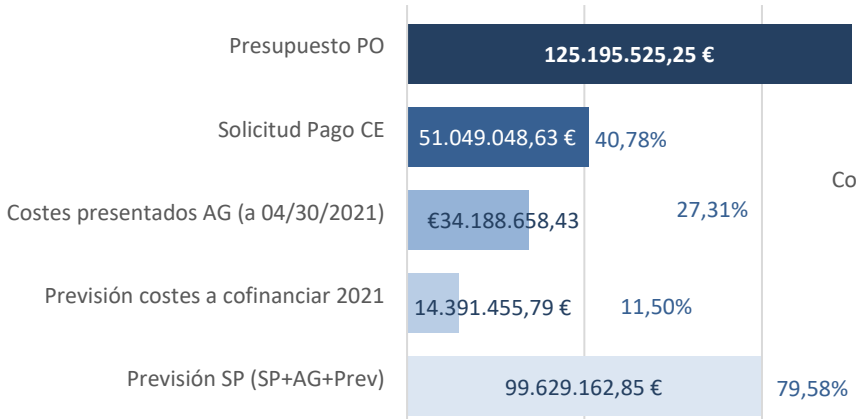 Presupuesto PO 125.195.525,25 €
Solicitud Pago CE 51.049.048,63 € 40,78%
Co
Costes presentados AG (a 04/30/2021) €34.188.658,43 27,31%
Previsión costes a cofinanciar 2021 14.391.455,79 € 11,50%
Previsión SP (SP+AG+Prev) 99.629.162,85 € 79,58%